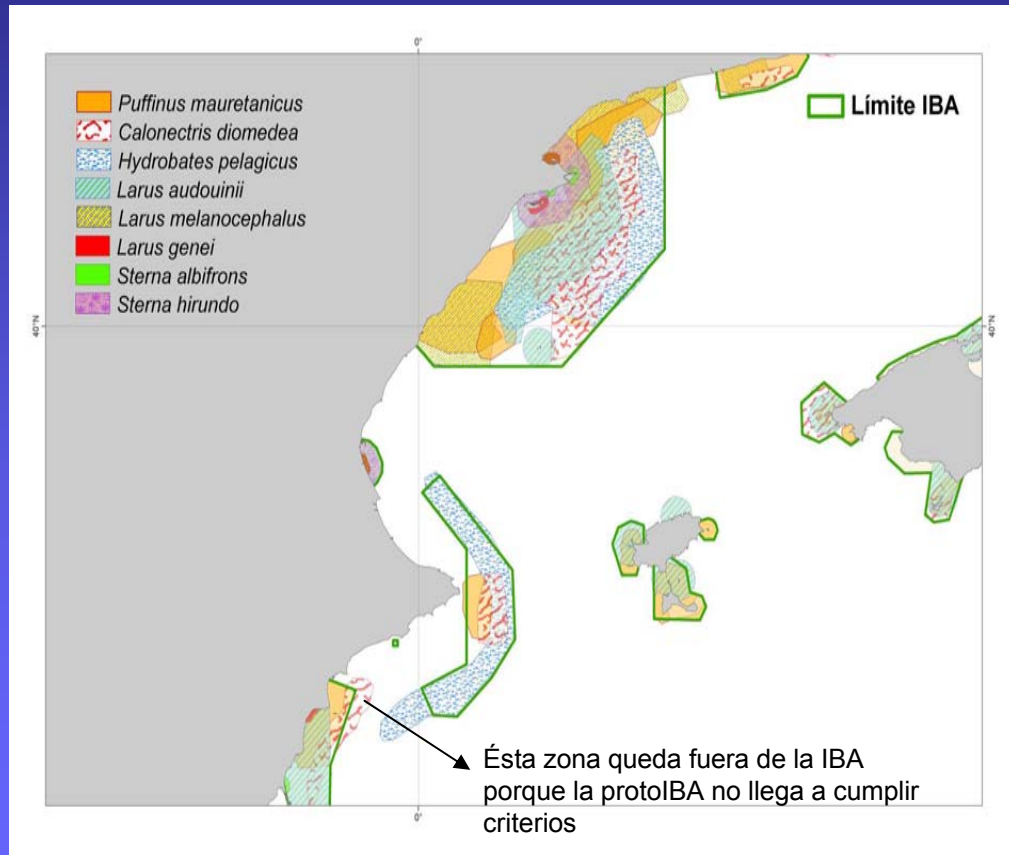 0°
Puffinus mauretanicus
Calonectris diomedea
Hydrobates pelagicus
Larus audouinii
Larus melanocephalus
Larus genei
Sterna albifrons
Sterna hirundo
Límite IBA
40°N
40°N
Ésta zona queda fuera de la IBA
porque la protoIBA no llega a cumplir
criterios
0°